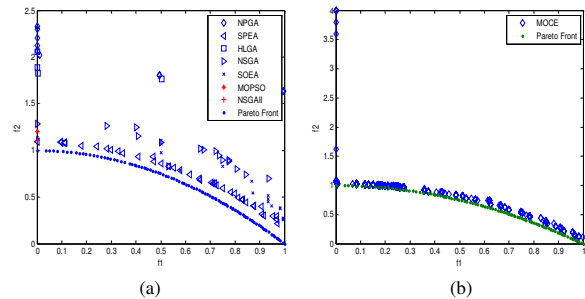 2.5
2
1.5
1
0.5
0
f2
0 0.1 0.2 0.3 0.4 0.5 0.6 0.7 0.8 0.9 1
f1
NPGA
SPEA
HLGA
NSGA
SOEA
MOPSO
NSGAII
Pareto Front
(a)
4
3.5
3
2.5
2
1.5
1
0.5
0
f2
0 0.1 0.2 0.3 0.4 0.5 0.6 0.7 0.8 0.9 1
f1
MOCE
Pareto Front
(b)